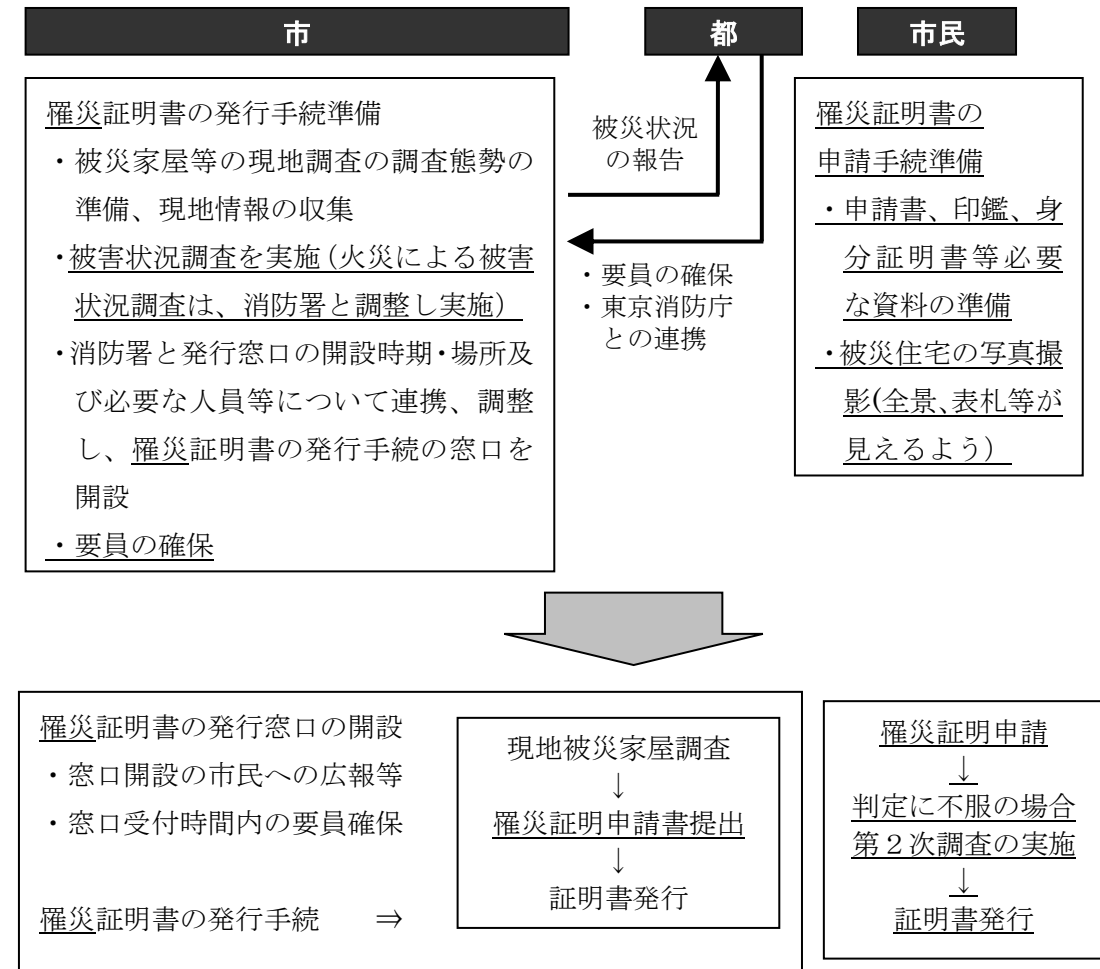 市
都
市民
罹災証明書の発行手続準備
・被災家屋等の現地調査の調査態勢の
準備、現地情報の収集
・被害状況調査を実施（火災による被害
状況調査は、消防署と調整し実施）
・消防署と発行窓口の開設時期・場所及
び必要な人員等について連携、調整
し、罹災証明書の発行手続の窓口を
開設
・要員の確保
被災状況
の報告
・要員の確保
・東京消防庁
との連携
罹災証明書の
申請手続準備
・申請書、印鑑、身
分証明書等必要
な資料の準備
・被災住宅の写真撮
影(全景、表札等が
見えるよう）
罹災証明書の発行窓口の開設
・窓口開設の市民への広報等
・窓口受付時間内の要員確保
罹災証明書の発行手続　⇒
現地被災家屋調査
↓
罹災証明申請書提出
↓
証明書発行
罹災証明申請
↓
判定に不服の場合
第２次調査の実施
↓
証明書発行